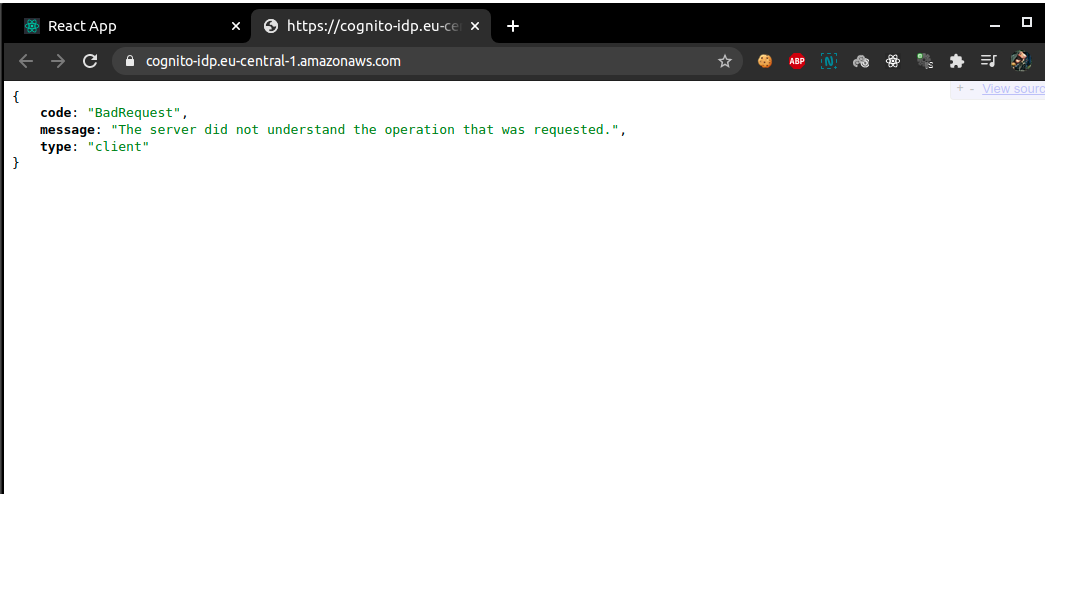 React App
https://cognito-idp.eu-ce
cognito-idp.eu-central-1.amazonaws.com
ABP
N
+ - View sourc
{
code: "BadRequest",
message: "The server did not understand the operation that was requested.",
type: "client"
}